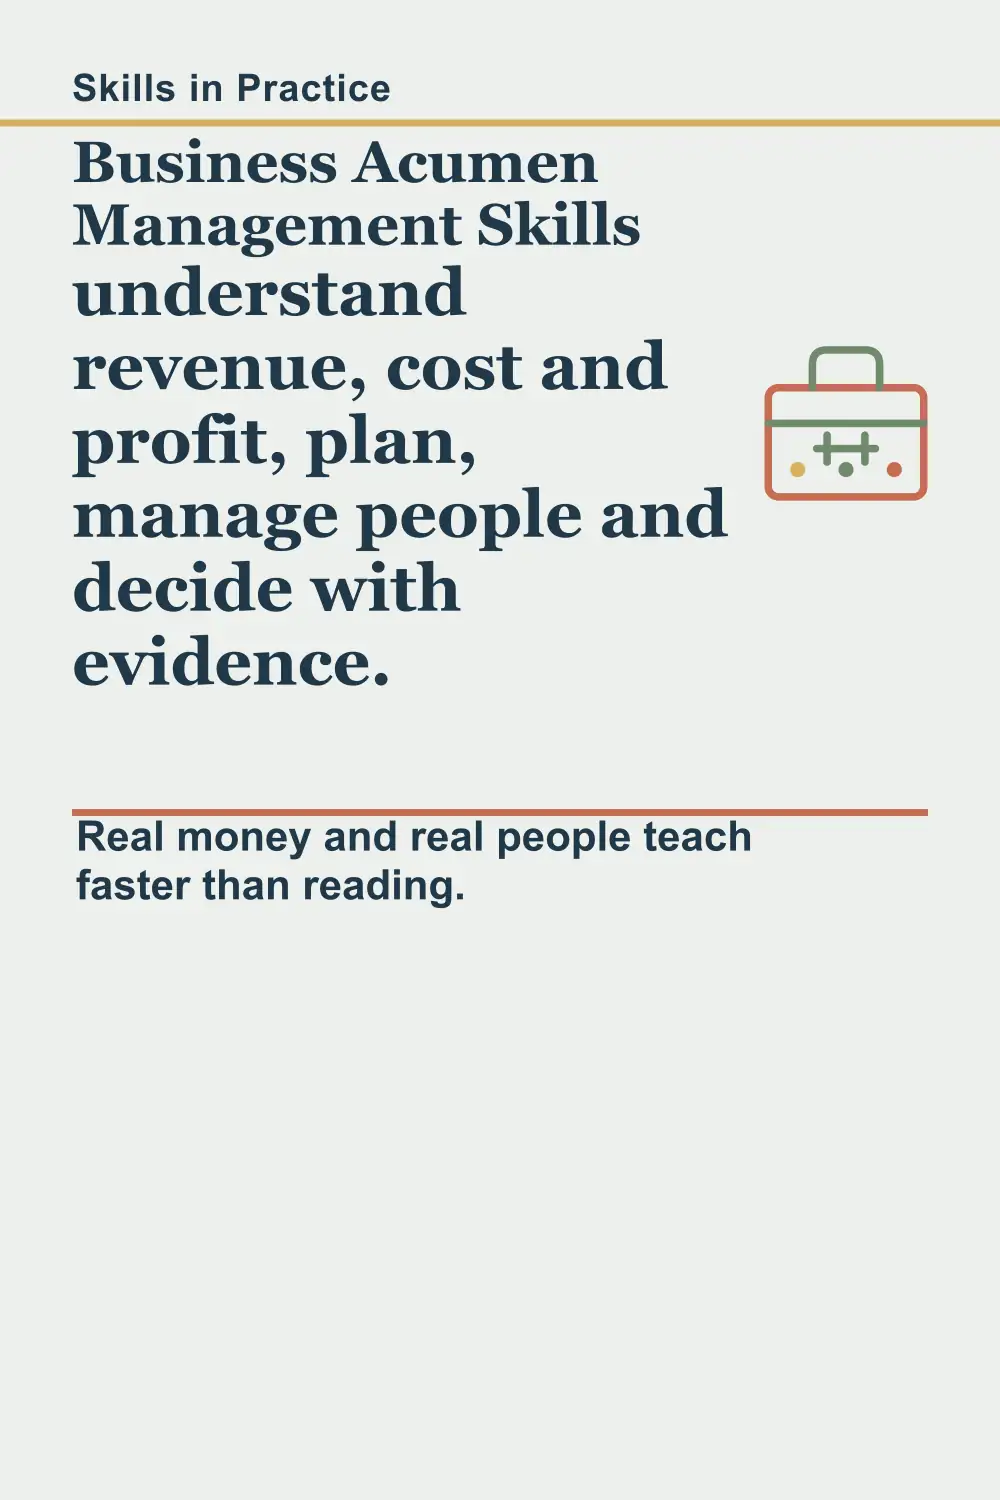 Skills in Practice
Business Acumen
Management Skills
understand
revenue, cost and
profit, plan,
manage people and
decide with
evidence.
Real money and real people teach
faster than reading.